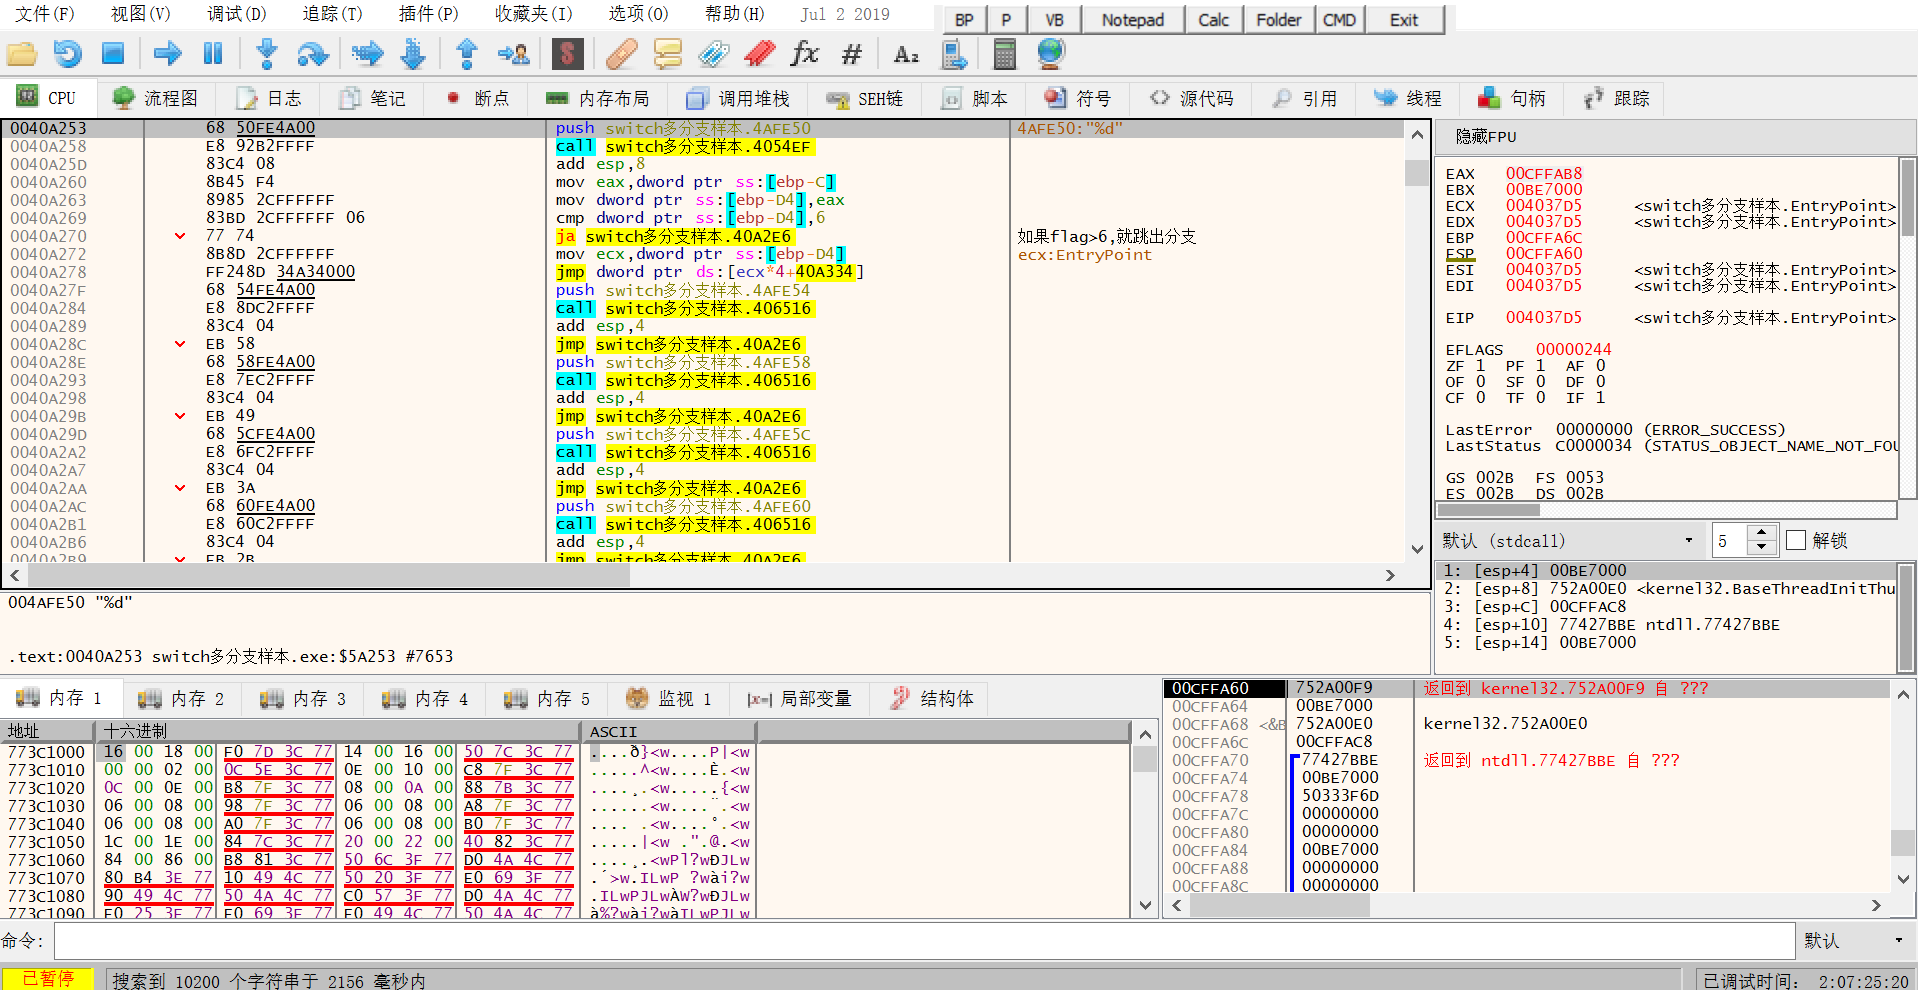 文件(F) 视图(V) 调试(D) 追踪(T) 插件(P) 收藏夹(I) 选项(O) 帮助(H) Jul 2 2019 BP P VB Notepad Calc Folder CMD Exit
CPU 流程图 日志 笔记 断点 内存布局 调用堆栈 SEH链 脚本 符号 源代码 引用 线程 句柄 跟踪
0040A253 68 50FE4A00 push switch多分支样本.4AFE50 4AFE50:"%d"
0040A258 E8 92B2FFFF call switch多分支样本.4054EF
0040A25D 83C4 08 add esp,8
0040A260 8B45 F4 mov eax,dword ptr ss:[ebp-C]
0040A263 8985 2CFFFFFF mov dword ptr ss:[ebp-D4],eax
0040A269 83BD 2CFFFFFF 06 cmp dword ptr ss:[ebp-D4],6
0040A270 77 74 ja switch多分支样本.40A2E6 如果flag>6,就跳出分支
0040A272 8B8D 2CFFFFFF mov ecx,dword ptr ss:[ebp-D4] ecx:EntryPoint
0040A278 FF248D 34A34000 jmp dword ptr ds:[ecx*4+40A334]
0040A27F 68 54FE4A00 push switch多分支样本.4AFE54
0040A284 E8 8DC2FFFF call switch多分支样本.406516
0040A289 83C4 04 add esp,4
0040A28C EB 58 jmp switch多分支样本.40A2E6
0040A28E 68 58FE4A00 push switch多分支样本.4AFE58
0040A293 E8 7EC2FFFF call switch多分支样本.406516
0040A298 83C4 04 add esp,4
0040A29B EB 49 jmp switch多分支样本.40A2E6
0040A29D 68 5CFE4A00 push switch多分支样本.4AFE5C
0040A2A2 E8 6FC2FFFF call switch多分支样本.406516
0040A2A7 83C4 04 add esp,4
0040A2AA EB 3A jmp switch多分支样本.40A2E6
0040A2AC 68 60FE4A00 push switch多分支样本.4AFE60
0040A2B1 E8 60C2FFFF call switch多分支样本.406516
0040A2B6 83C4 04 add esp,4
0040A2B9 EB 2B jmp switch多分支样本.40A2E6
隐藏FPU
EAX 00CFFAB8
EBX 00BE7000
ECX 004037D5 <switch多分支样本.EntryPoint>
EDX 004037D5 <switch多分支样本.EntryPoint>
EBP 00CFFA6C
ESP 00CFFA60
ESI 004037D5 <switch多分支样本.EntryPoint>
EDI 004037D5 <switch多分支样本.EntryPoint>
EIP 004037D5 <switch多分支样本.EntryPoint>
EFLAGS 00000244
ZF 1 PF 1 AF 0
OF 0 SF 0 DF 0
CF 0 TF 0 IF 1
LastError 00000000 (ERROR_SUCCESS)
LastStatus C0000034 (STATUS_OBJECT_NAME_NOT_FOU
GS 002B FS 0053
ES 002B DS 002B
默认 (stdcall) 5 解锁
1: [esp+4] 00BE7000
2: [esp+8] 752A00E0 <kernel32.BaseThreadInitThu
3: [esp+C] 00CFFAC8
4: [esp+10] 77427BBE ntdll.77427BBE
5: [esp+14] 00BE7000
004AFE50 "%d"
.text:0040A253 switch多分支样本.exe:$5A253 #7653
内存 1 内存 2 内存 3 内存 4 内存 5 监视 1 局部变量 结构体
地址 十六进制 ASCII
773C1000 16 00 18 00 F0 7D 3C 77 14 00 16 00 50 7C 3C 77 ....ð}<w....P|<w
773C1010 00 00 02 00 0C 5E 3C 77 0E 00 10 00 C8 7F 3C 77 .....^<w....È.<w
773C1020 0C 00 0E 00 B8 7F 3C 77 08 00 0A 00 88 7B 3C 77 ....¸.<w.....{<w
773C1030 06 00 08 00 98 7F 3C 77 06 00 08 00 A8 7F 3C 77 ......<w....¨.<w
773C1040 06 00 08 00 A0 7F 3C 77 06 00 08 00 B0 7F 3C 77 .... .<w....°.<w
773C1050 1C 00 1E 00 84 7C 3C 77 20 00 22 00 40 82 3C 77 .....|<w .".@.<w
773C1060 84 00 86 00 B8 81 3C 77 50 6C 3F 77 D0 4A 4C 77 ....¸.<wPl?wÐJLw
773C1070 80 B4 3E 77 10 49 4C 77 50 20 3F 77 E0 69 3F 77 .´>w.ILwP ?wài?w
773C1080 90 49 4C 77 50 4A 4C 77 C0 57 3F 77 D0 4A 4C 77 .ILwPJLwÀW?wÐJLw
773C1090 E0 25 3F 77 E0 69 3F 77 E0 49 4C 77 50 4A 4C 77 à%?wài?wàILwPJLw
00CFFA60 752A00F9 返回到 kernel32.752A00F9 自 ???
00CFFA64 00BE7000
00CFFA68 <&B 752A00E0 kernel32.752A00E0
00CFFA6C 00CFFAC8
00CFFA70 77427BBE 返回到 ntdll.77427BBE 自 ???
00CFFA74 00BE7000
00CFFA78 50333F6D
00CFFA7C 00000000
00CFFA80 00000000
00CFFA84 00BE7000
00CFFA88 00000000
00CFFA8C 00000000
命令: 默认
已暂停 搜索到 10200 个字符串于 2156 毫秒内 已调试时间: 2:07:25:20